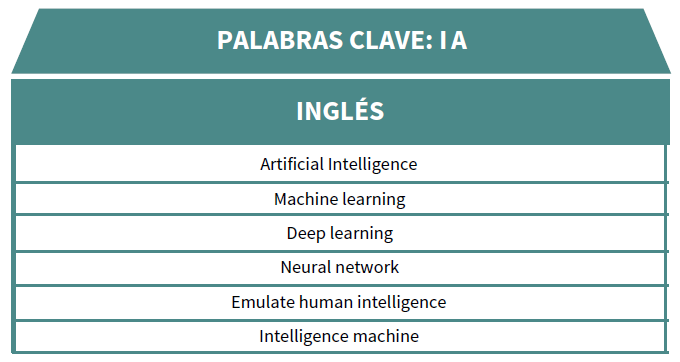 PALABRAS CLAVE: I A
INGLÉS
Artificial Intelligence
Machine learning
Deep learning
Neural network
Emulate human intelligence
Intelligence machine